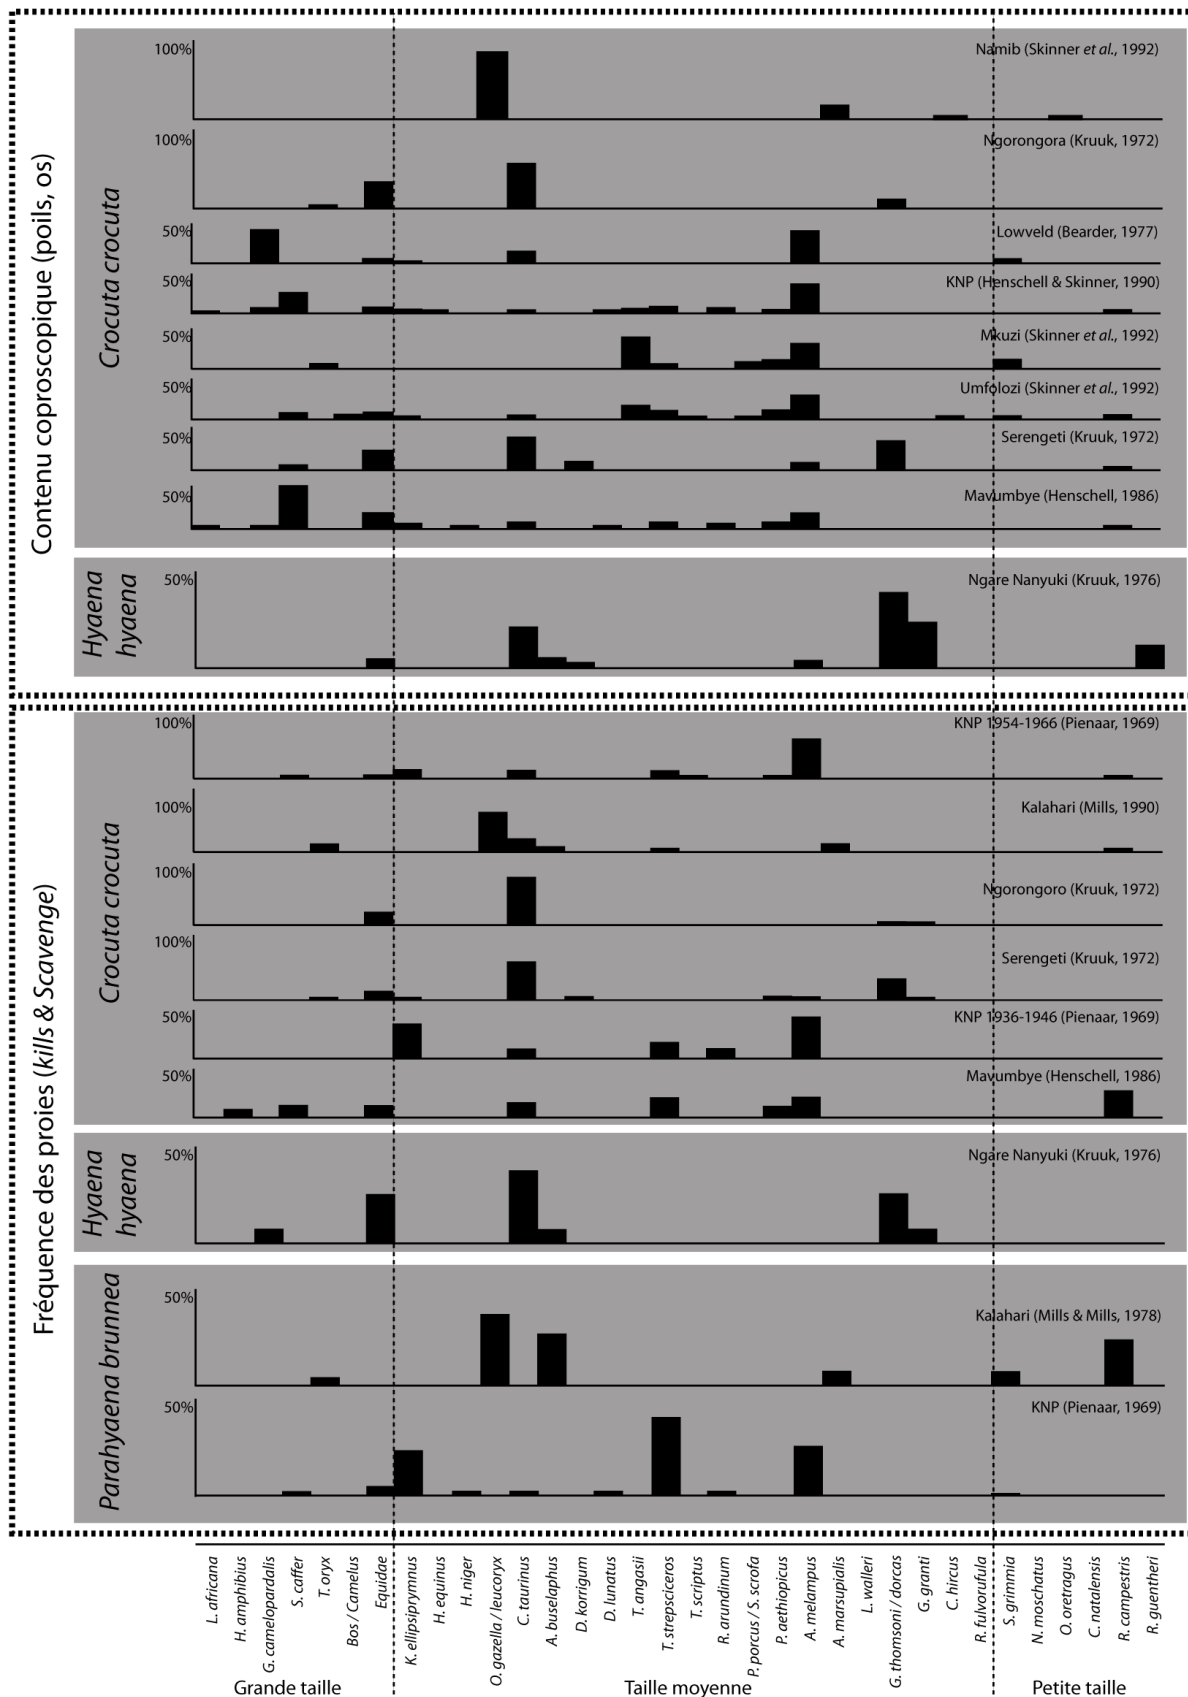 Contenu coproscopique (poils, os)
Crocuta crocuta
100%
Namib (Skinner et al., 1992)
100%
Ngorongora (Kruuk, 1972)
50%
Lowveld (Bearder, 1977)
50%
KNP (Henschell & Skinner, 1990)
50%
Mkuzi (Skinner et al., 1992)
50%
Umfolozi (Skinner et al., 1992)
50%
Serengeti (Kruuk, 1972)
50%
Mavumbye (Henschell, 1986)
Hyaena
hyaena
50%
Ngare Nanyuki (Kruuk, 1976)
Fréquence des proies (kills & Scavenge)
Crocuta crocuta
100%
KNP 1954-1966 (Pienaar, 1969)
100%
Kalahari (Mills, 1990)
100%
Ngorongoro (Kruuk, 1972)
100%
Serengeti (Kruuk, 1972)
50%
KNP 1936-1946 (Pienaar, 1969)
50%
Mavumbye (Henschell, 1986)
Hyaena
hyaena
50%
Ngare Nanyuki (Kruuk, 1976)
Parahyaena brunnea
50%
Kalahari (Mills & Mills, 1978)
50%
KNP (Pienaar, 1969)
L. africana
H. amphibius
G. camelopardalis
S. caffer
T. oryx
Bos / Camelus
Equidae
K. ellipsiprymnus
H. equinus
H. niger
O. gazella / leucoryx
C. taurinus
A. buselaphus
D. korrigum
D. lunatus
T. angasii
T. strepsiceros
T. scriptus
R. arundinum
P. porcus / S. scrofa
P. aethiopicus
A. melampus
A. marsupialis
L. walleri
G. thomsoni / dorcas
G. granti
C. hircus
R. fulvorufula
S. grimmia
N. moschatus
O. oretragus
C. natalensis
R. campestris
R. guentheri
Grande taille
Taille moyenne
Petite taille